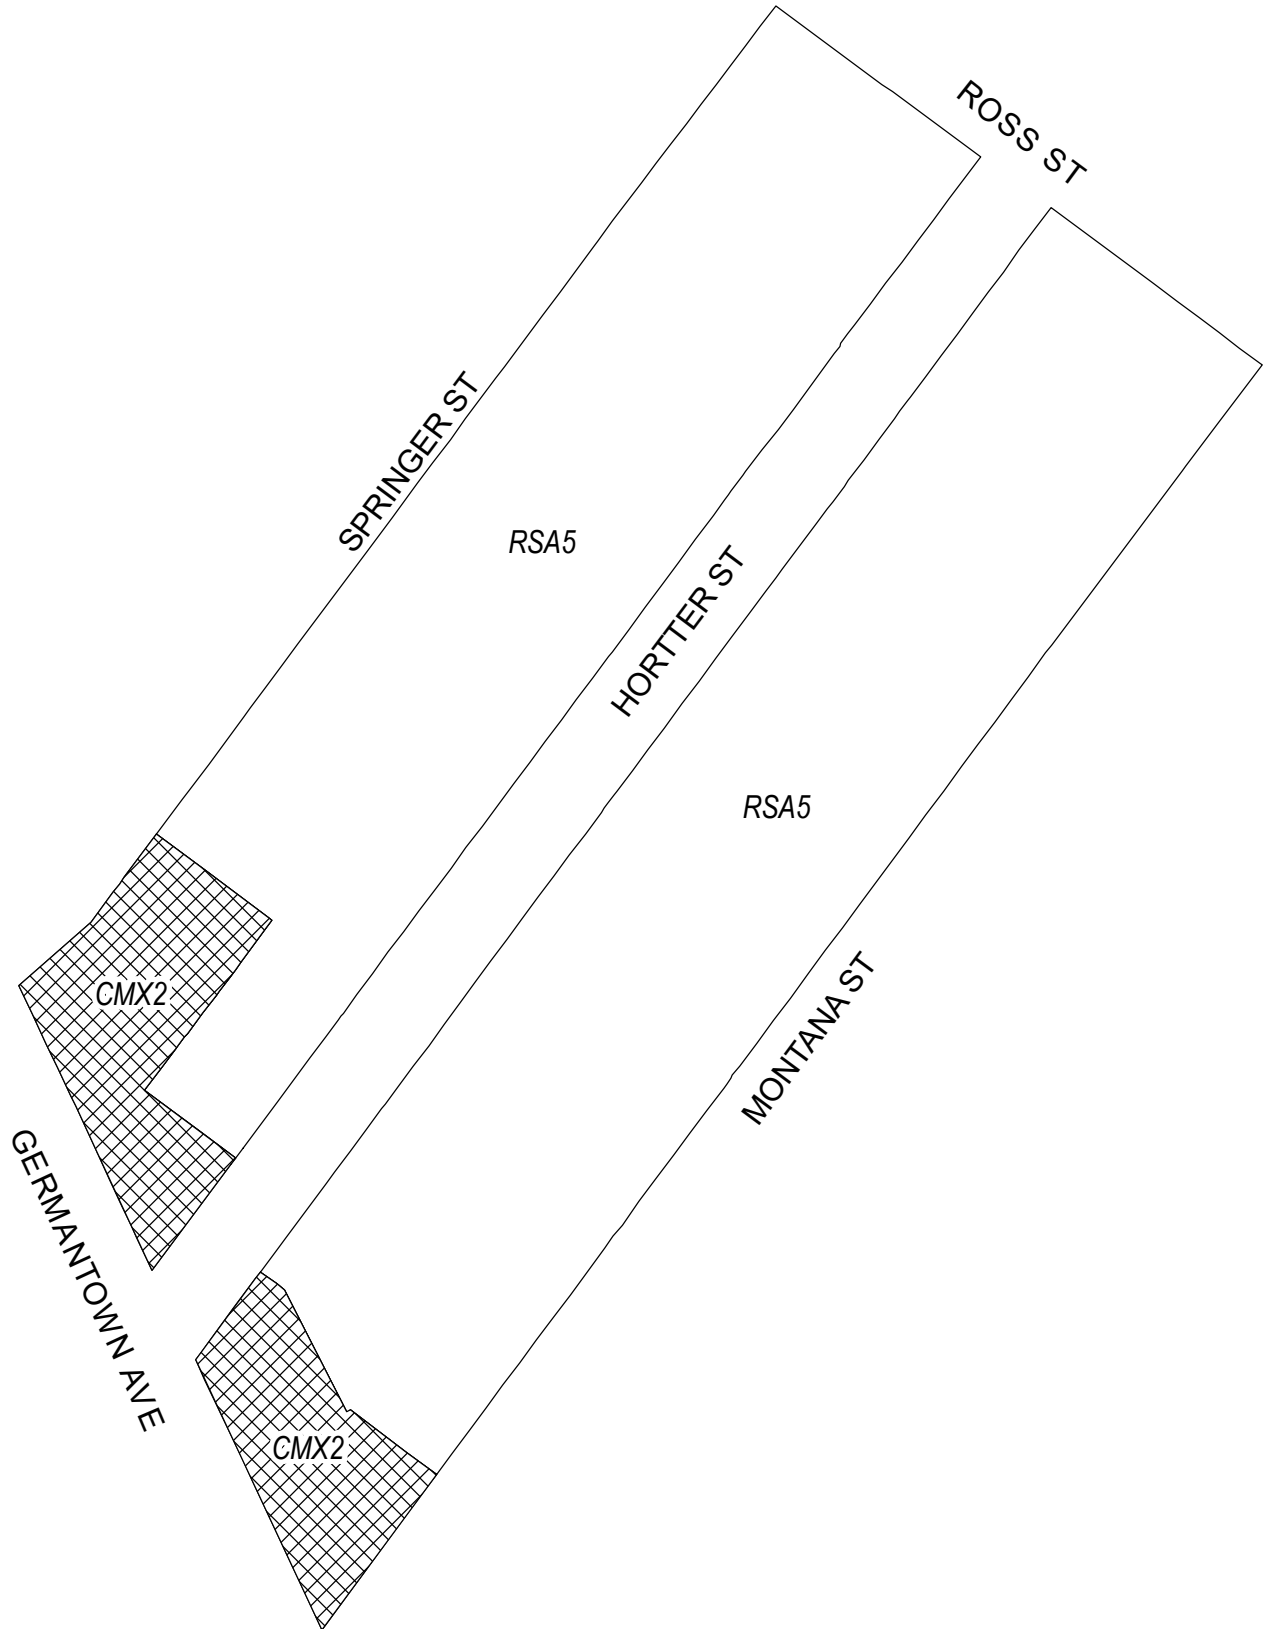 ROSS ST
SPRINGER ST
RSA5
HORTTER ST
RSA5
MONTANA ST
CMX2
GERMANTOWN AVE
CMX2